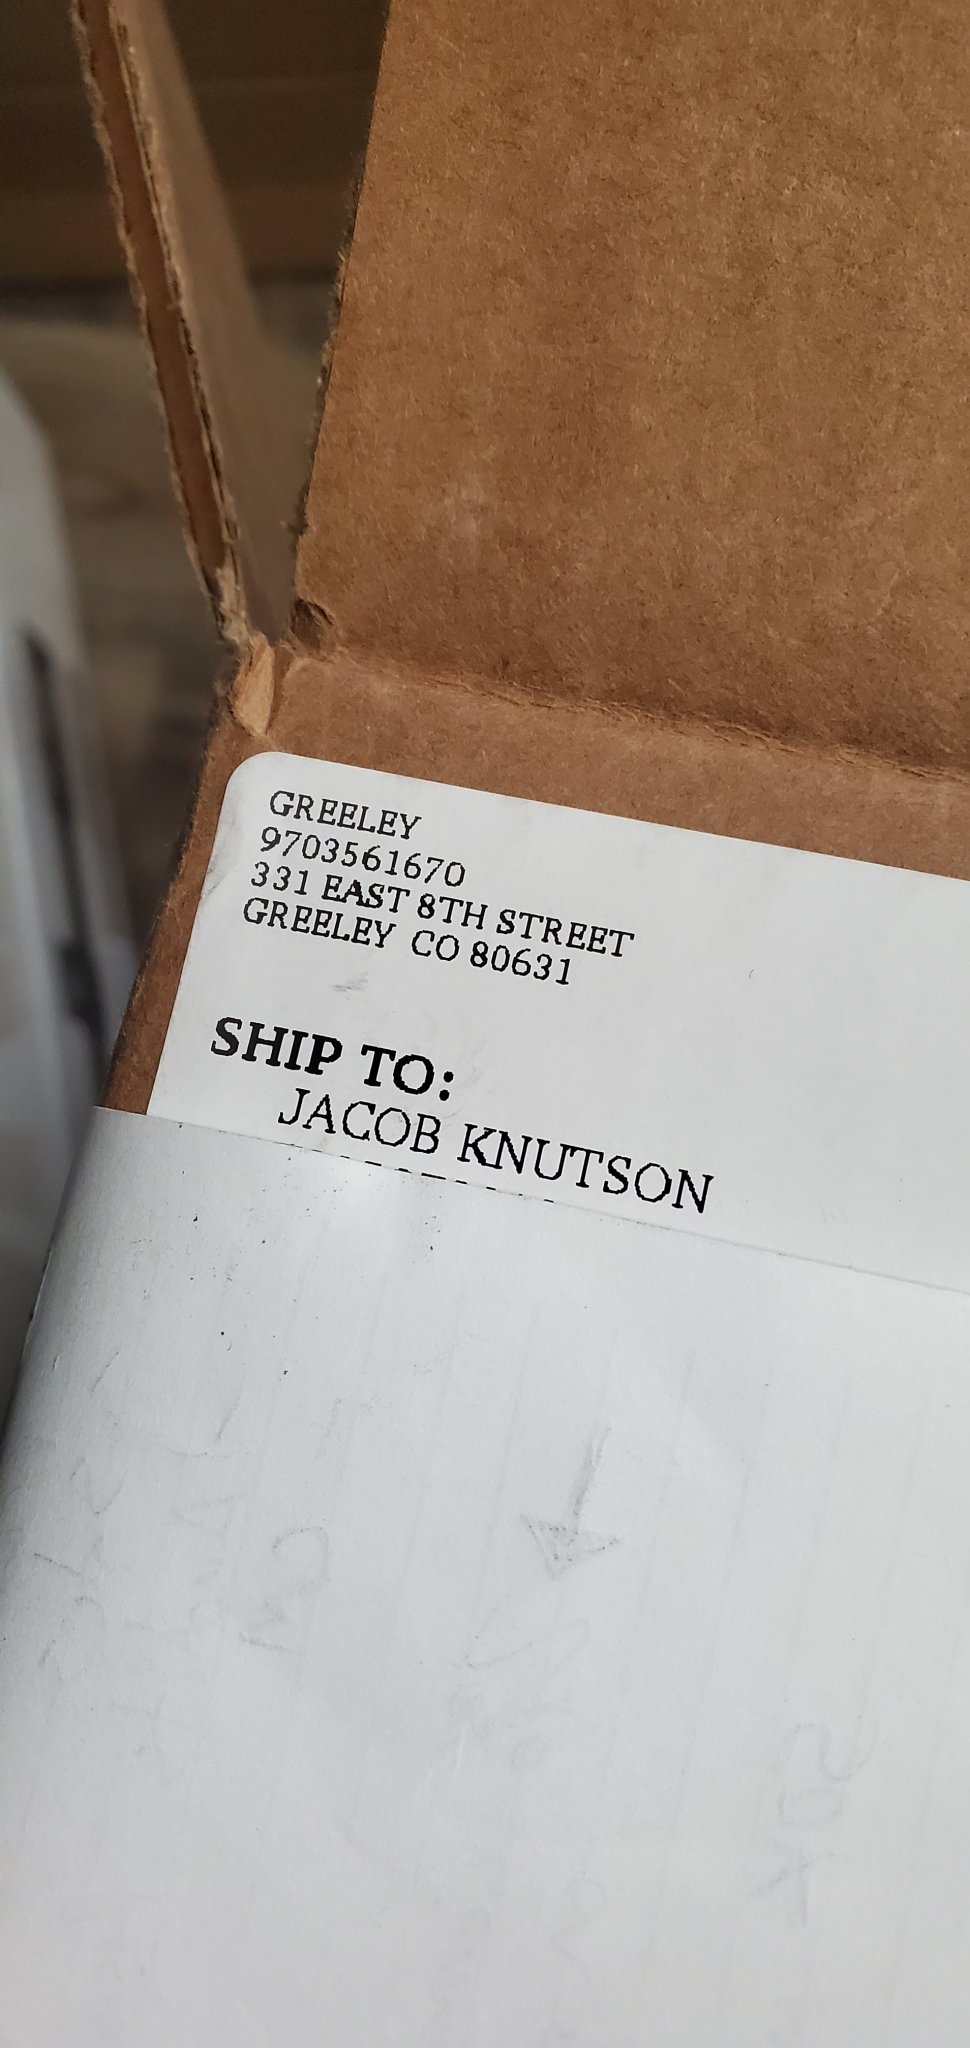 GREELEY
9703561670
331 EAST 8TH STREET
GREELEY CO 80631
SHIP TO:
JACOB KNUTSON